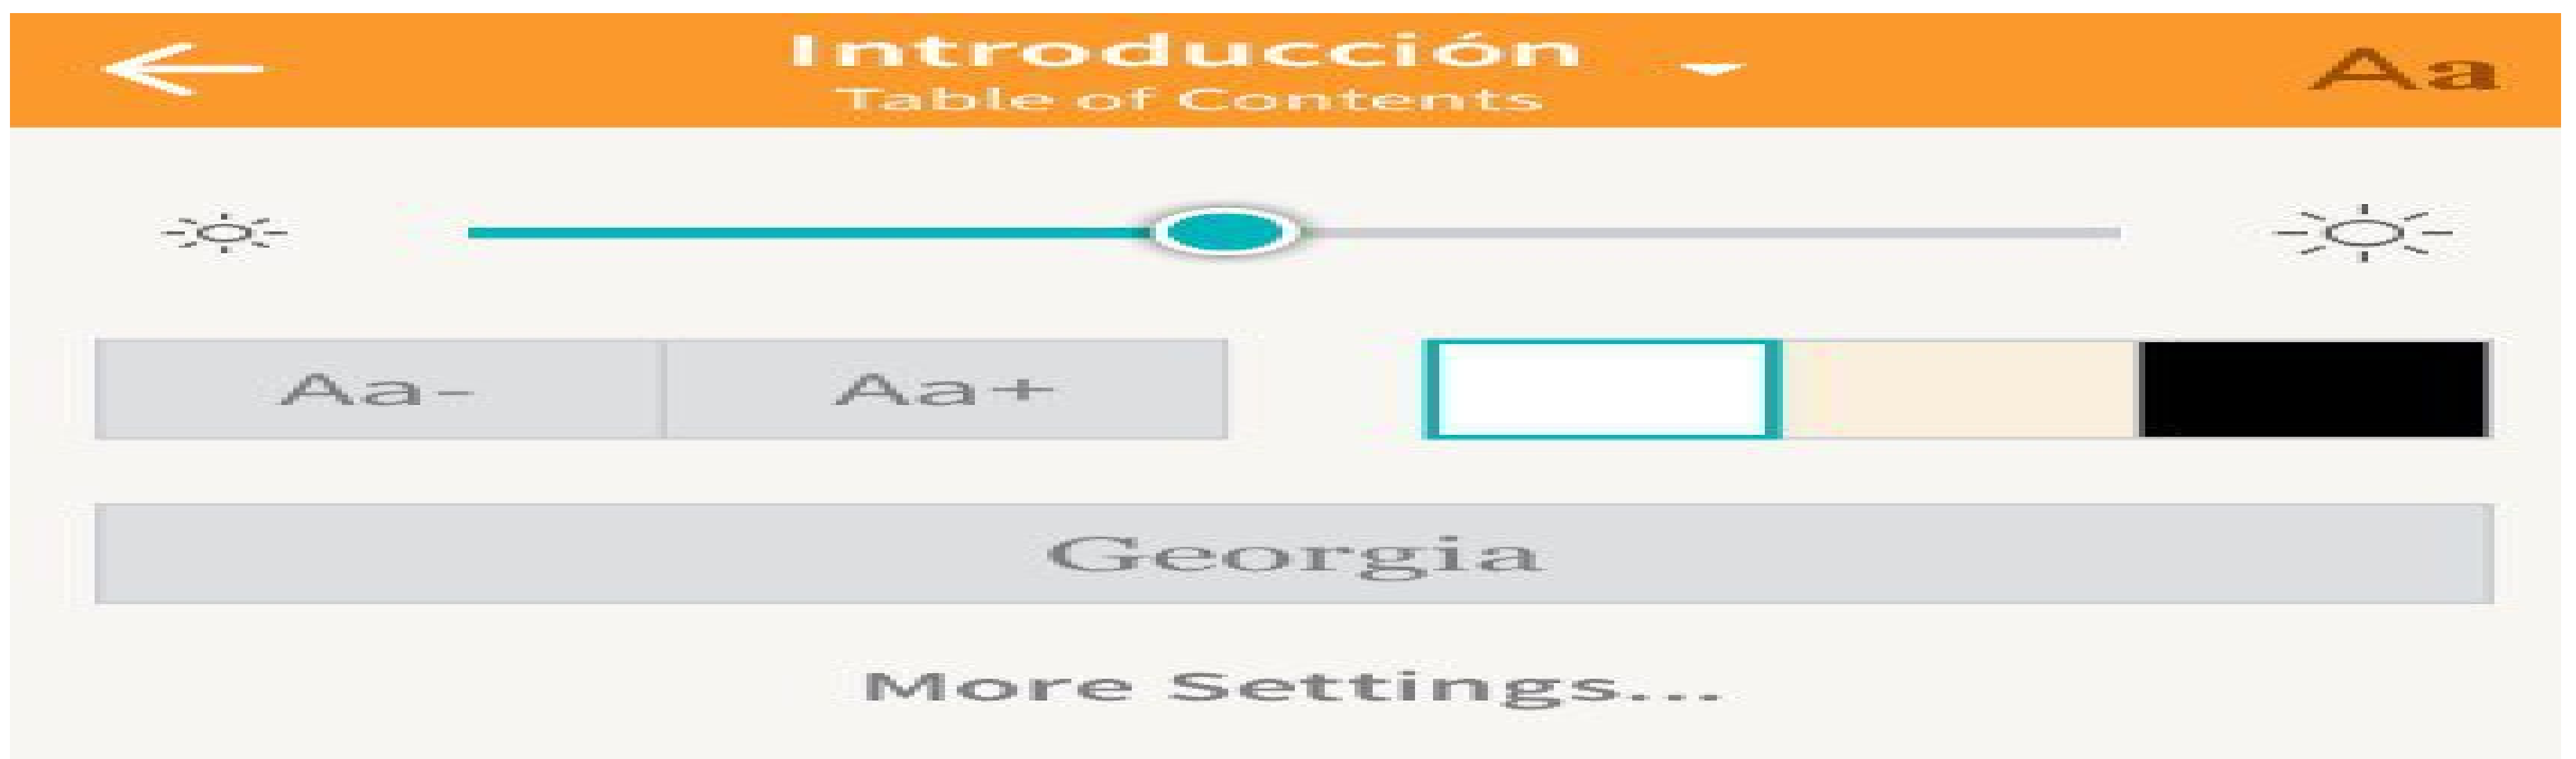 Introducción
Table of Contents
Aa
Aa-
Aa+
Georgia
More Settings...